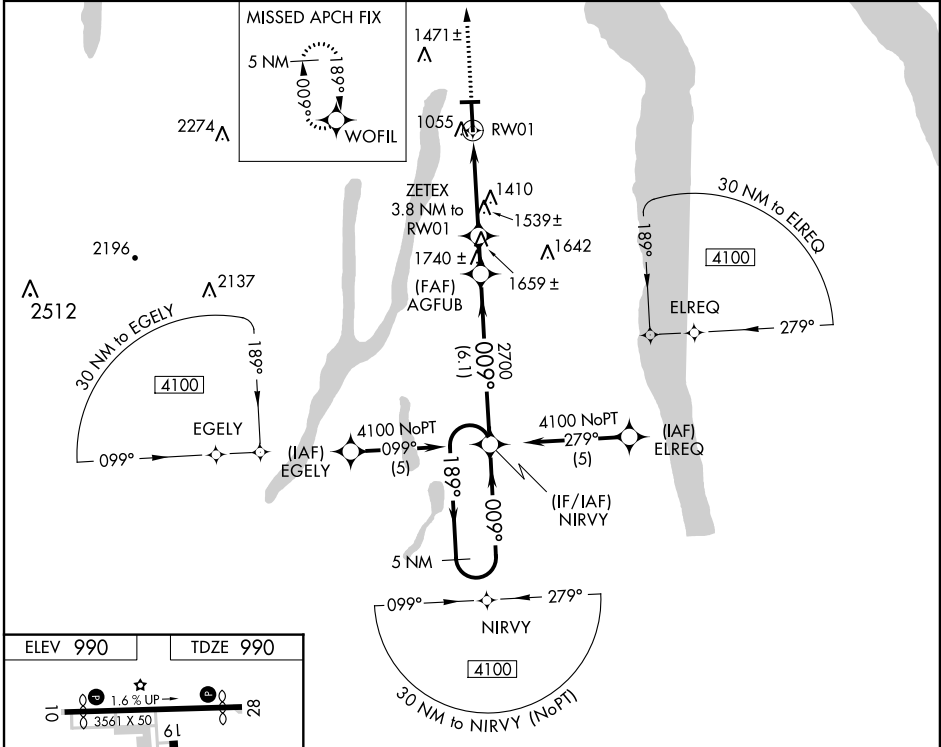 MISSED APCH FIX
5 NM
189°
009°
WOFIL
1471±
2274
1055
RW01
ZETEX
3.8 NM to
RW01
1410
1539±
1740 ±
1659 ±
1642
(FAF)
AGFUB
2196
2512
2137
30 NM to EGELY
4100
189°
EGELY
099°
30 NM to ELREQ
4100
189°
ELREQ
279°
2700
009°
(6.1)
(IAF)
EGELY
4100 NoPT
099°
(5)
4100 NoPT
279°
(5)
(IAF)
ELREQ
(IF/IAF)
NIRVY
189°
009°
5 NM
099°
279°
NIRVY
4100
30 NM to NIRVY (NoPT)
ELEV 990
TDZE 990
P
P
1.6 % UP
3561 X 50
10
28
19